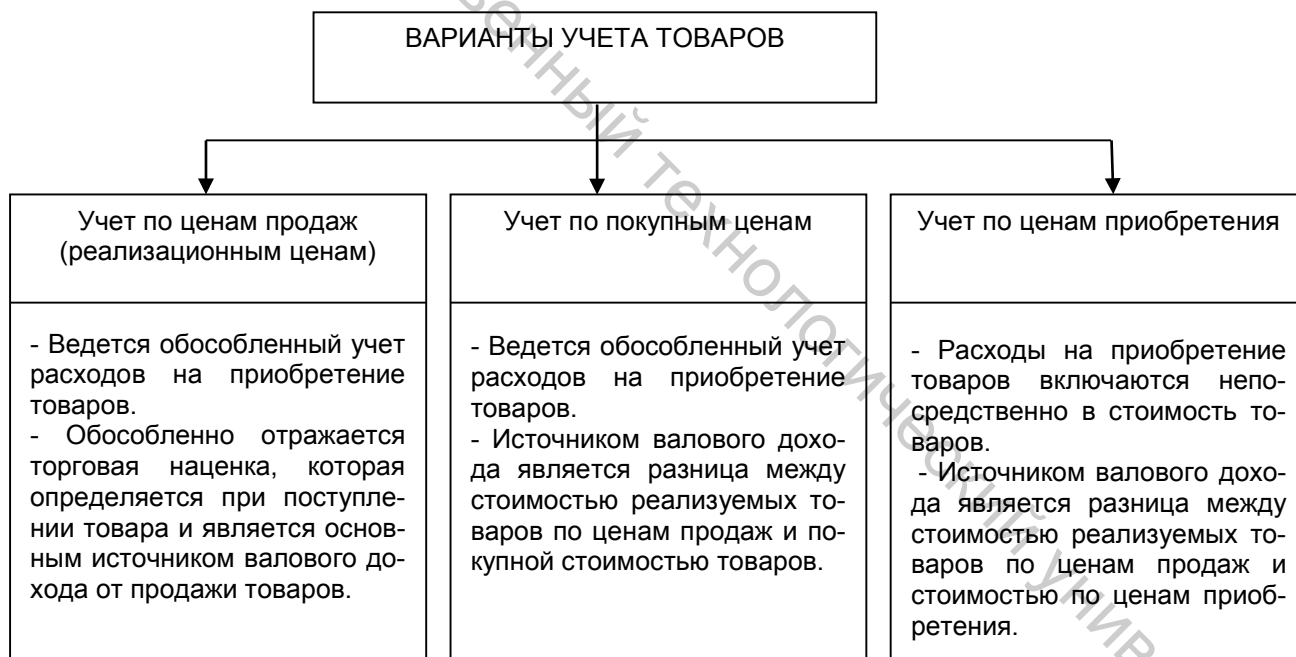 ВАРИАНТЫ УЧЕТА ТОВАРОВ
Учет по ценам продаж
(реализационным ценам)
- Ведется обособленный учет
расходов на приобретение
товаров.
- Обособленно отражается
торговая наценка, которая
определяется при поступле-
нии товара и является основ-
ным источником валового до-
хода от продажи товаров.
Учет по покупным ценам
- Ведется обособленный учет
расходов на приобретение
товаров.
- Источником валового дохо-
да является разница между
стоимостью реализуемых то-
варов по ценам продаж и по-
купной стоимостью товаров.
Учет по ценам приобретения
- Расходы на приобретение
товаров включаются непо-
средственно в стоимость то-
варов.
- Источником валового дохо-
да является разница между
стоимостью реализуемых то-
варов по ценам продаж и
стоимостью по ценам приоб-
ретения.
технологический